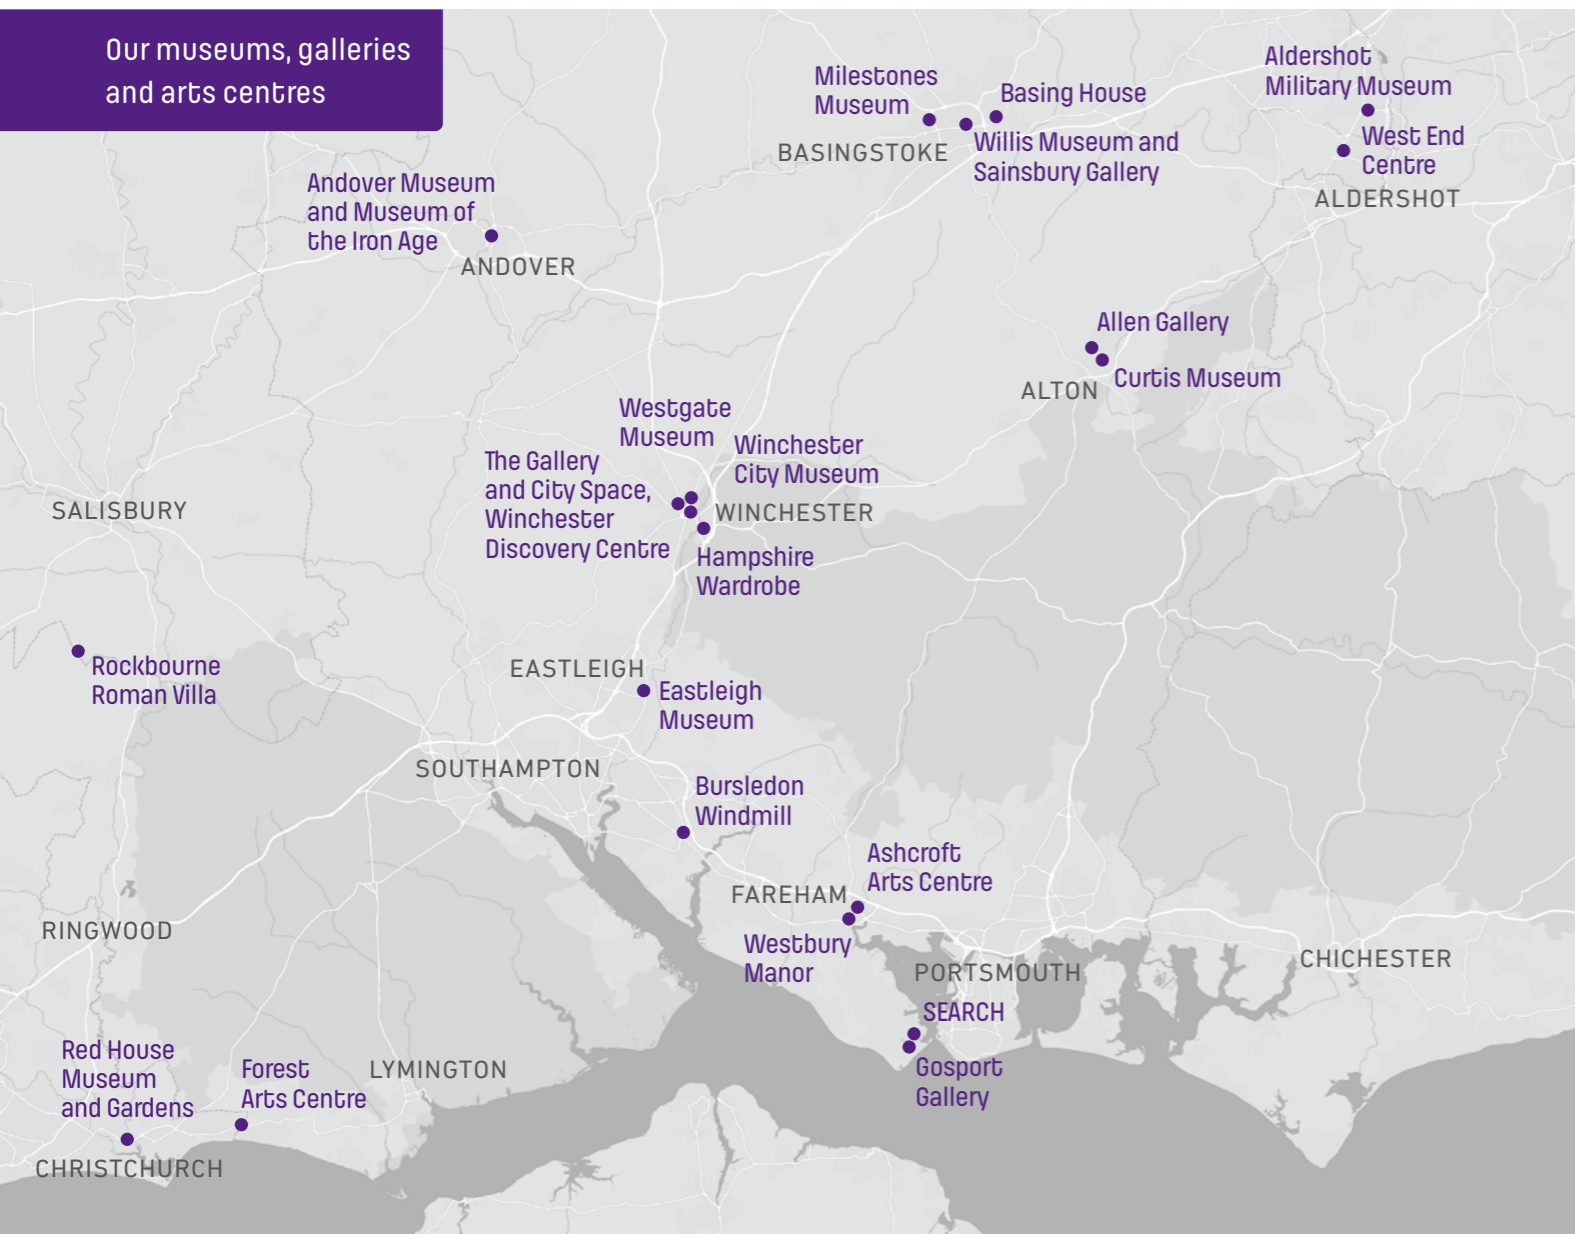 Our museums, galleries
and arts centres
Aldershot
Military Museum
Milestones
Museum
Basing House
West End
Centre
Willis Museum and
Sainsbury Gallery
BASINGSTOKE
ALDERSHOT
Andover Museum
and Museum of
the Iron Age
ANDOVER
Allen Gallery
Curtis Museum
ALTON
Westgate
Museum
Winchester
City Museum
The Gallery
and City Space,
Winchester
Discovery Centre
WINCHESTER
SALISBURY
Hampshire
Wardrobe
Rockbourne
Roman Villa
EASTLEIGH
Eastleigh
Museum
SOUTHAMPTON
Bursledon
Windmill
Ashcroft
Arts Centre
FAREHAM
RINGWOOD
Westbury
Manor
PORTSMOUTH
CHICHESTER
SEARCH
Gosport
Gallery
Red House
Museum
and Gardens
Forest
Arts Centre
LYMINGTON
CHRISTCHURCH